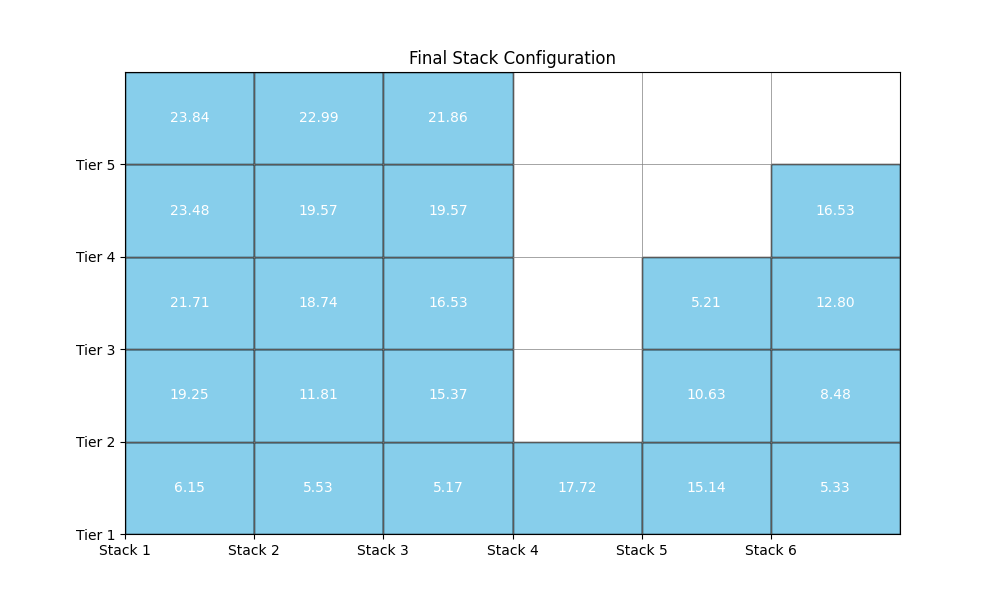 Final Stack Configuration
23.84 22.99 21.86
Tier 5
23.48 19.57 19.57 16.53
Tier 4
21.71 18.74 16.53 5.21 12.80
Tier 3
19.25 11.81 15.37 10.63 8.48
Tier 2
6.15 5.53 5.17 17.72 15.14 5.33
Tier 1
Stack 1 Stack 2 Stack 3 Stack 4 Stack 5 Stack 6